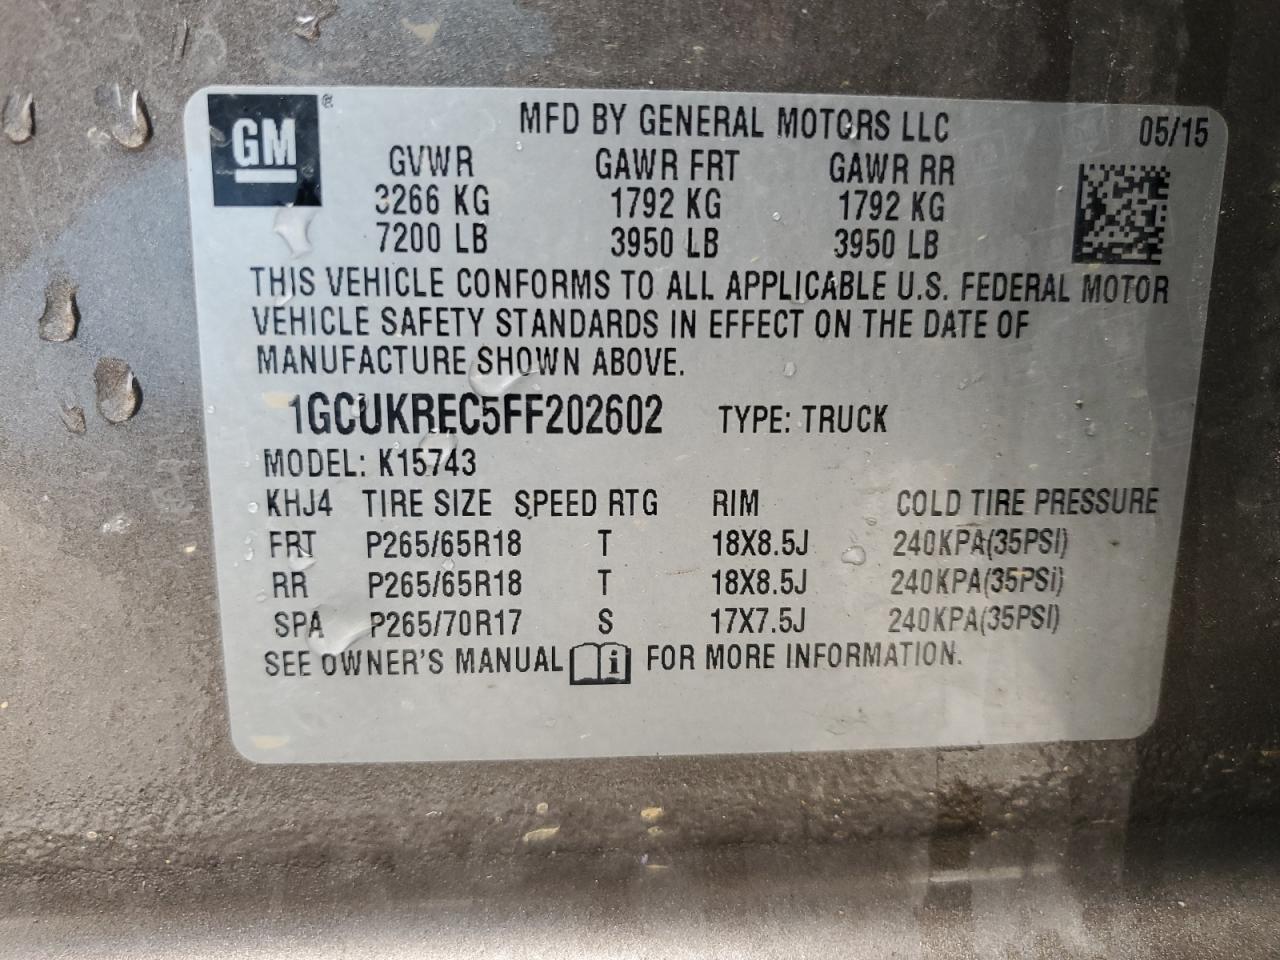 GM®
MFD BY GENERAL MOTORS LLC 05/15
GVWR GAWR FRT GAWR RR
3266 KG 1792 KG 1792 KG
7200 LB 3950 LB 3950 LB
THIS VEHICLE CONFORMS TO ALL APPLICABLE U.S. FEDERAL MOTOR
VEHICLE SAFETY STANDARDS IN EFFECT ON THE DATE OF
MANUFACTURE SHOWN ABOVE.
1GCUKREC5FF202602 TYPE: TRUCK
MODEL: K15743
KHJ4 TIRE SIZE SPEED RTG RIM COLD TIRE PRESSURE
FRT P265/65R18 T 18X8.5J 240KPA(35PSI)
RR P265/65R18 T 18X8.5J 240KPA(35PSI)
SPA P265/70R17 S 17X7.5J 240KPA(35PSI)
SEE OWNER'S MANUAL FOR MORE INFORMATION.